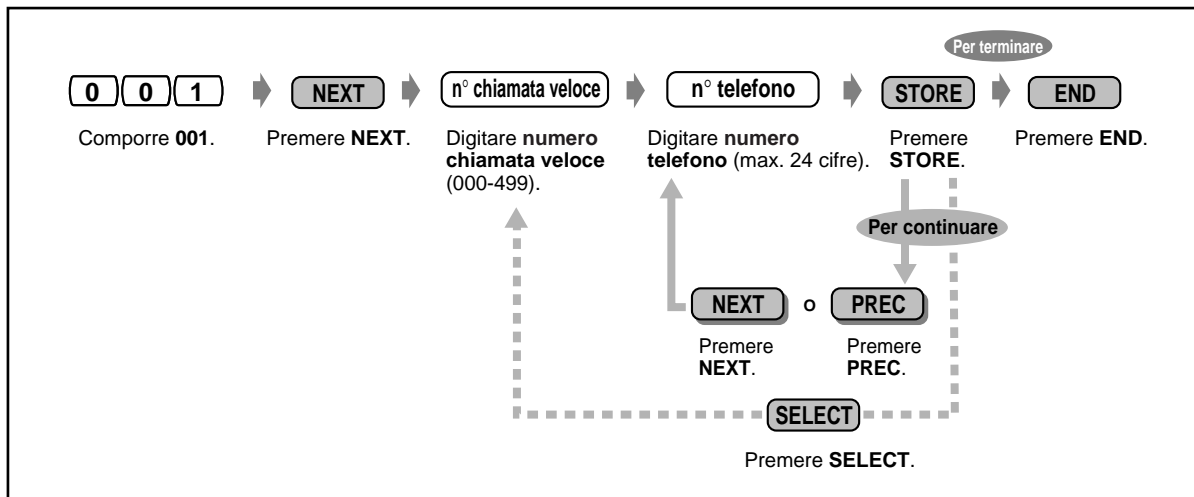 Per terminare
0 0 1 NEXT n° chiamata veloce n° telefono STORE END
Comporre 001. Premere NEXT. Digitare numero chiamata veloce (000-499). Digitare numero telefono (max. 24 cifre). Premere STORE. Premere END.
Per continuare
NEXT o PREC
Premere NEXT. Premere PREC.
SELECT
Premere SELECT.